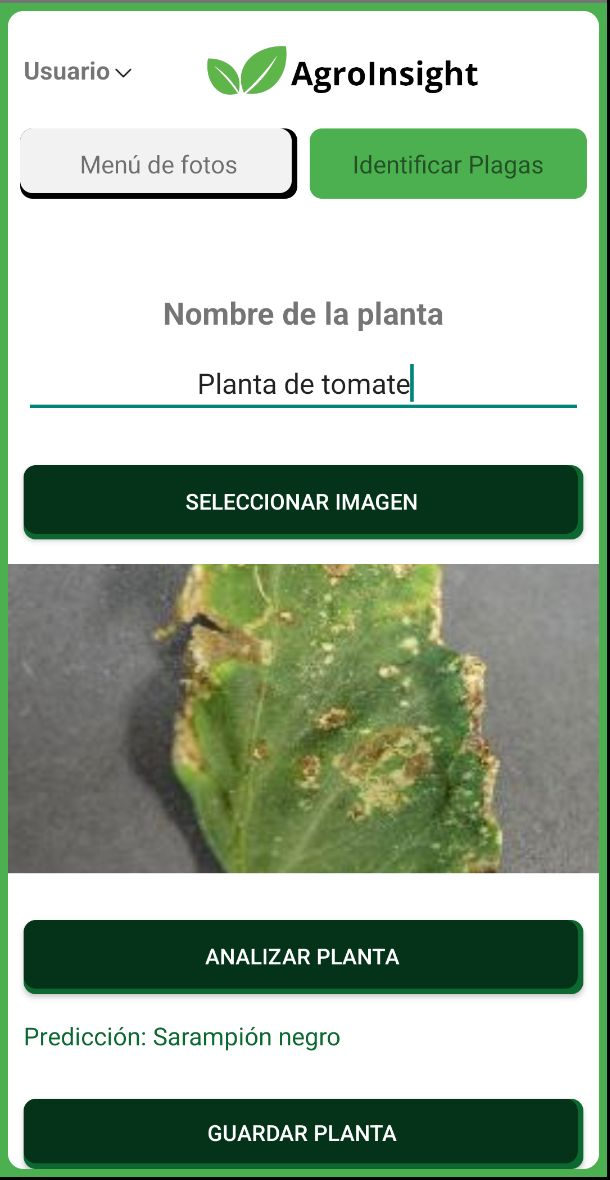 Usuario
AgroInsight
Menú de fotos
Identificar Plagas
Nombre de la planta
Planta de tomate
SELECCIONAR IMAGEN
ANALIZAR PLANTA
Predicción: Sarampión negro
GUARDAR PLANTA